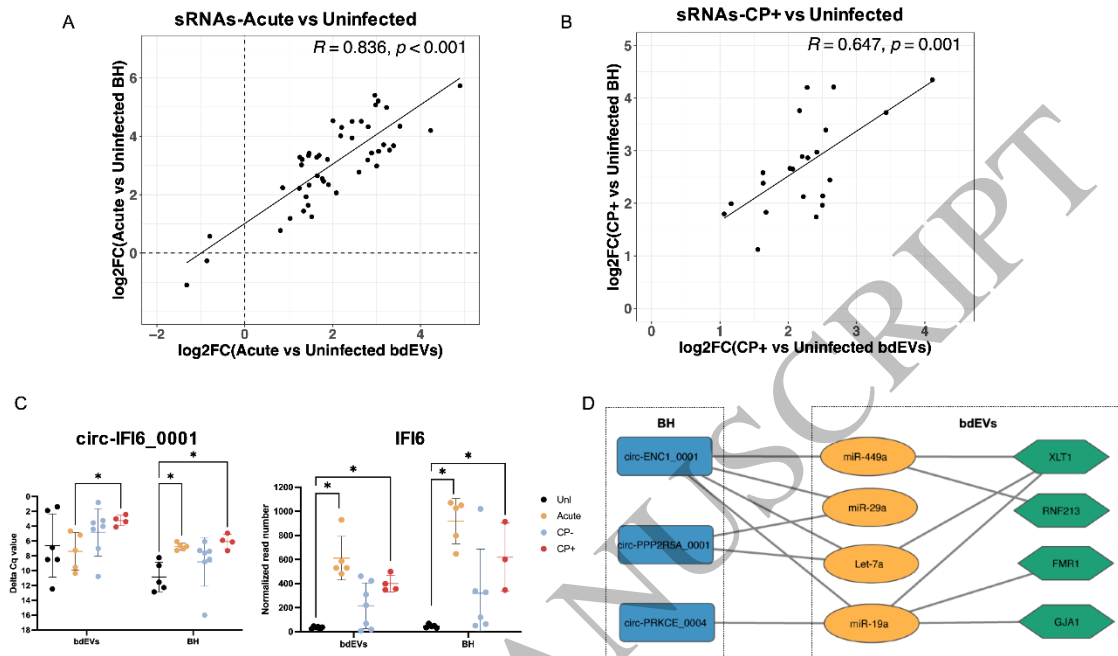 A
sRNAs-Acute vs Uninfected
R = 0.836, p < 0.001
log2FC(Acute vs Uninfected BH)
6
4
2
0
−2
0
2
4
log2FC(Acute vs Uninfected bdEVs)
B
sRNAs-CP+ vs Uninfected
R = 0.647, p = 0.001
log2FC(CP+ vs Uninfected BH)
5
4
3
2
1
0
0
1
2
3
4
log2FC(CP+ vs Uninfected bdEVs)
C
circ-IFI6_0001
Delta Cq value
0
2
4
6
8
10
12
14
16
18
*
*
*
bdEVs
BH
IFI6
Normalized read number
1200
1000
800
600
400
200
0
*
*
*
*
bdEVs
BH
UnI
Acute
CP-
CP+
D
BH
bdEVs
circ-ENC1_0001
miR-449a
XLT1
miR-29a
RNF213
circ-PPP2R5A_0001
Let-7a
FMR1
circ-PRKCE_0004
miR-19a
GJA1
ANUSCRIPT